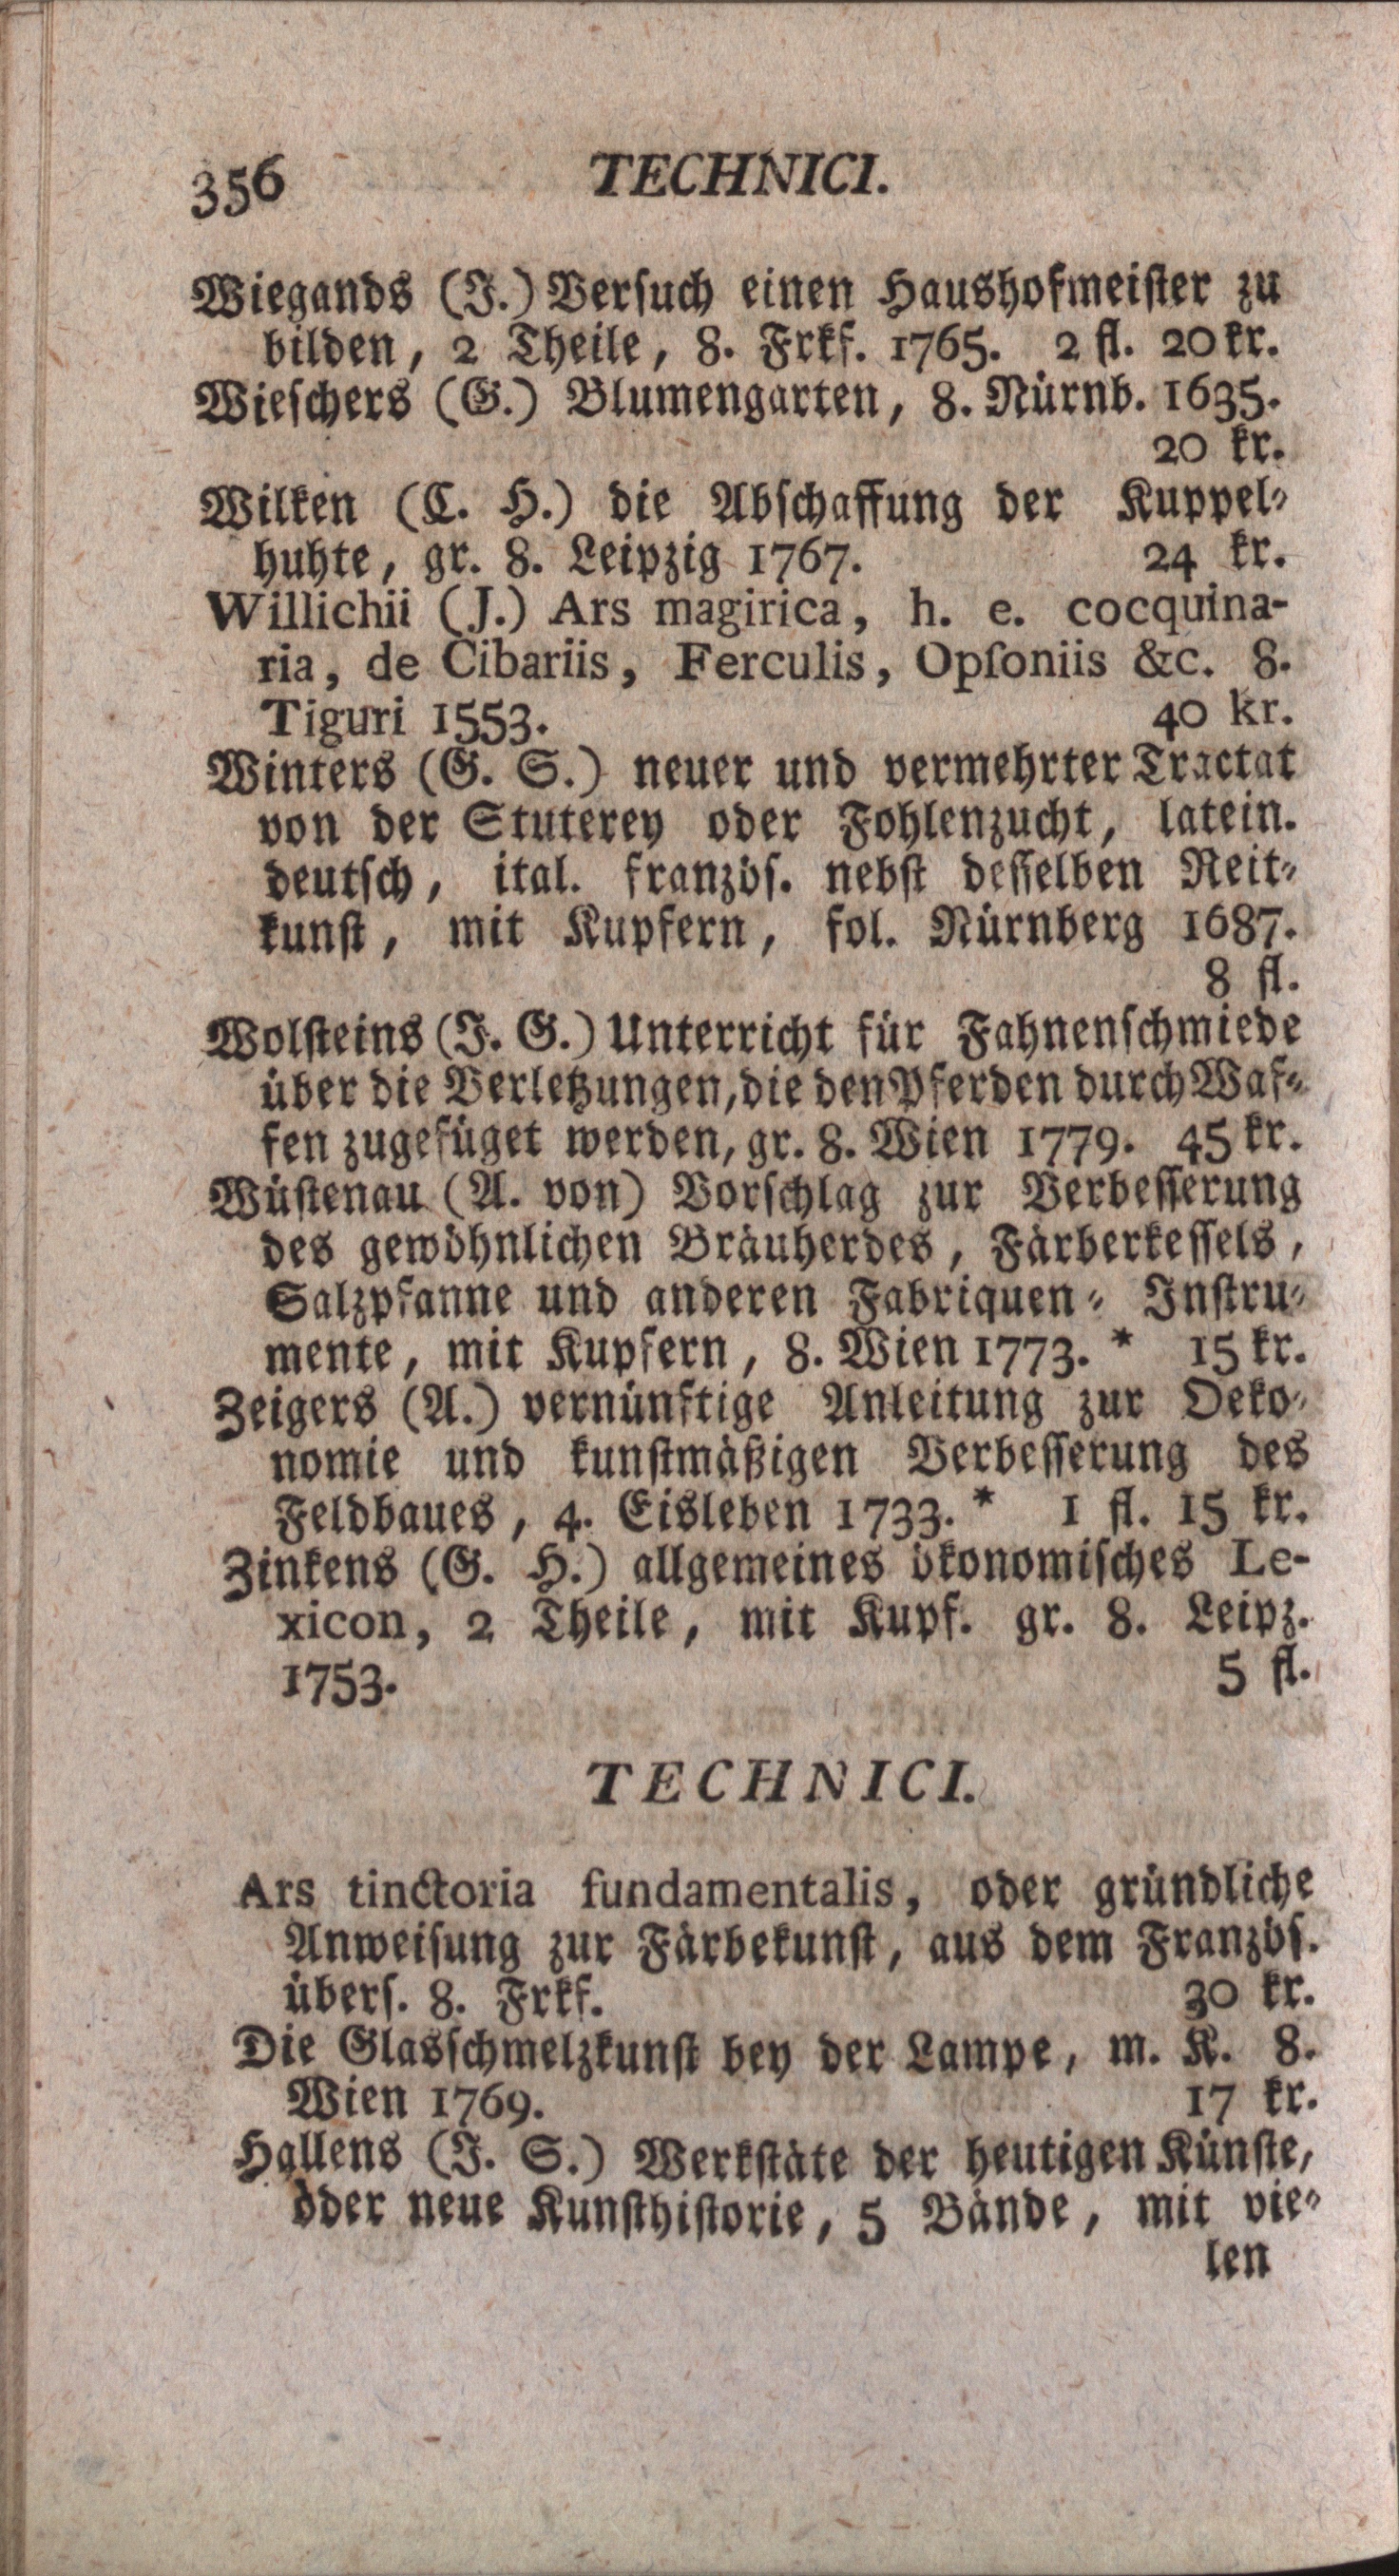 356 TECHNICI.
Wiegands (J.) Versuch einen Haushofmeister zu
bilden, 2 Theile, 8. Frkf. 1765. 2 fl. 20 kr.
Wieschers (G.) Blumengarten, 8. Nürnb. 1635.
20 kr.
Wilken (C. H.) die Abschaffung der Kuppel-
huhte, gr. 8. Leipzig 1767. 24 kr.
Willichii (J.) Ars magirica, h. e. cocquina-
ria, de Cibariis, Ferculis, Opſoniis &c. 8.
Tiguri 1553. 40 kr.
Winters (G. S.) neuer und vermehrter Tractat
von der Stuterey oder Fohlenzucht, latein.
deutsch, ital. französ. nebst desselben Reit-
kunst, mit Kupfern, fol. Nürnberg 1687.
8 fl.
Wolsteins (J. G.) Unterricht für Fahnenschmiede
über die Verletzungen, die den Pferden durch Waf-
fen zugefüget werden, gr. 8. Wien 1779. 45 kr.
Wüstenau (A. von) Vorschlag zur Verbesserung
des gewöhnlichen Bräuherdes, Färberkessels,
Salzpfanne und anderen Fabriquen-Instru-
mente, mit Kupfern, 8. Wien 1773. * 15 kr.
Zeigers (A.) vernünftige Anleitung zur Oeko-
nomie und kunstmäßigen Verbesserung des
Feldbaues, 4. Eisleben 1733. * 1 fl. 15 kr.
Zinkens (G. H.) allgemeines ökonomisches Le-
xicon, 2 Theile, mit Kupf. gr. 8. Leipz.
1753. 5 fl.
TECHNICI.
Ars tinctoria fundamentalis, oder gründliche
Anweisung zur Färbekunst, aus dem Französ.
übers. 8. Frkf. 30 kr.
Die Glasschmelzkunst bey der Lampe, m. K. 8.
Wien 1769. 17 kr.
Hallens (J. S.) Werkstäte der heutigen Künste,
oder neue Kunsthistorie, 5 Bände, mit vie-
len